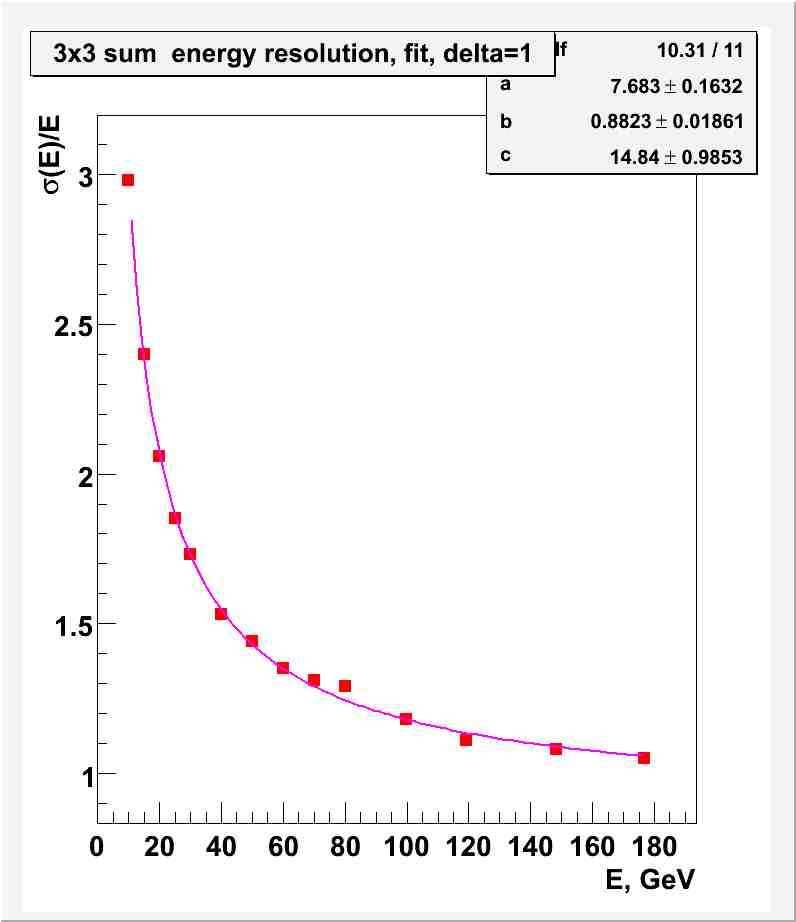 3x3 sum energy resolution, fit, delta=1
10.31 / 11
a 7.683 ± 0.1632
b 0.8823 ± 0.01861
c 14.84 ± 0.9853
σ(E)/E
3
2.5
2
1.5
1
0 20 40 60 80 100 120 140 160 180
E, GeV